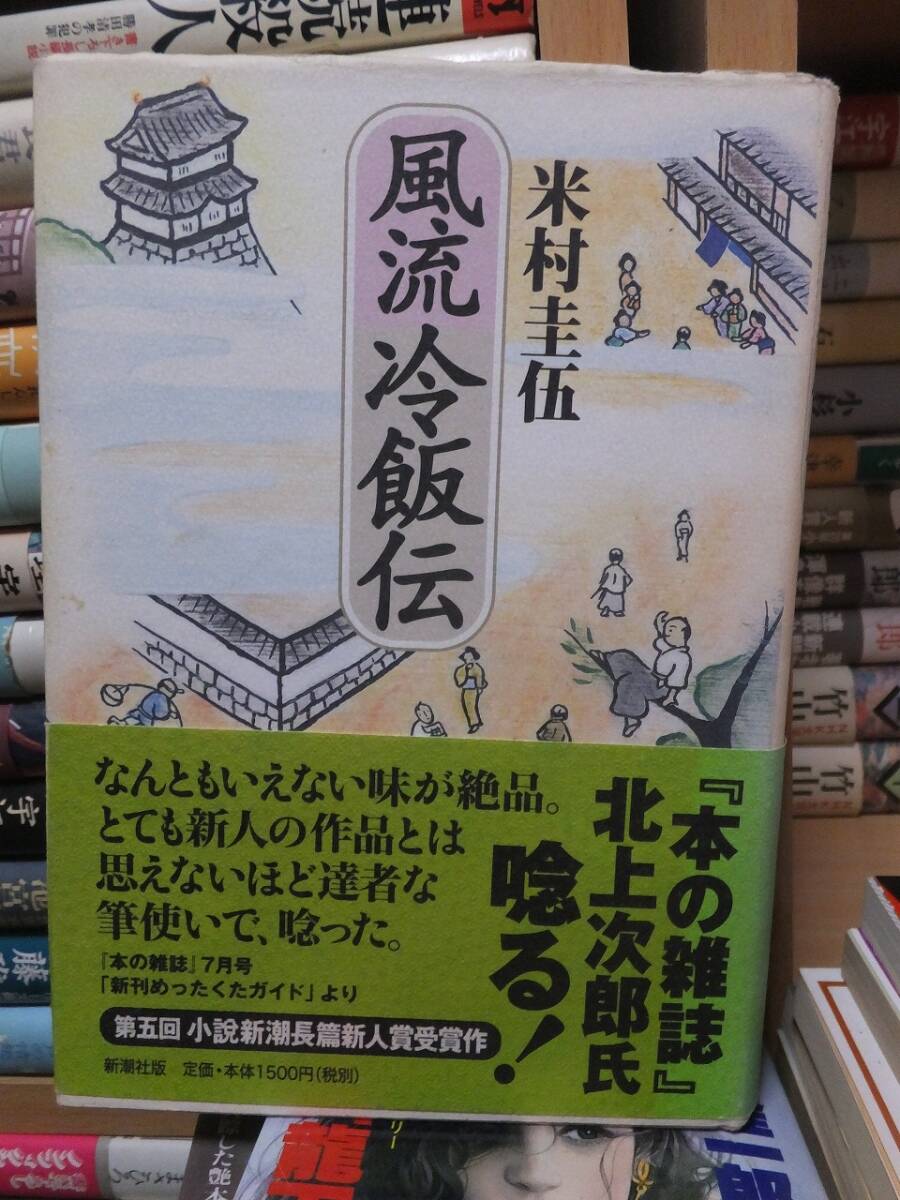 風流冷飯伝
米村圭伍
『本の雑誌』
北上次郎氏
唸る!
なんともいえない味が絶品。
とても新人の作品とは
思えないほど達者な
筆使いで、唸った。
『本の雑誌』7月号
「新刊めったくたガイド」より
第五回 小説新潮長篇新人賞受賞作
新潮社版 定価・本体1500円(税別)
竹山
竹山